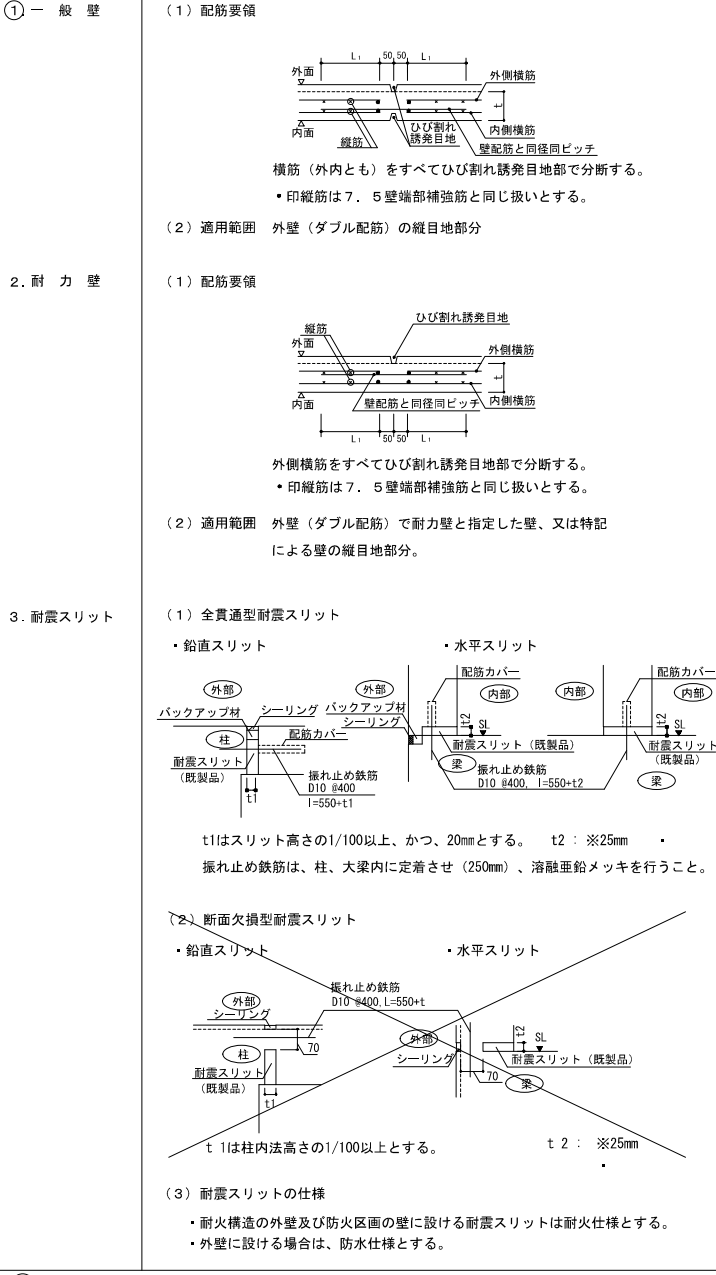 ①.一 般 壁
(1) 配筋要領
L1 50 50 L1
外面
外側横筋
t
内面
縦筋
ひび割れ
誘発目地
内側横筋
壁配筋と同径同ピッチ
横筋（外内とも）をすべてひび割れ誘発目地部で分断する。
・印縦筋は7．5壁端部補強筋と同じ扱いとする。
(2) 適用範囲 外壁（ダブル配筋）の縦目地部分
2.耐 力 壁
(1) 配筋要領
ひび割れ誘発目地
縦筋
外面
外側横筋
t
内面
壁配筋と同径同ピッチ
内側横筋
L1 50 50 L1
外側横筋をすべてひび割れ誘発目地部で分断する。
・印縦筋は7．5壁端部補強筋と同じ扱いとする。
(2) 適用範囲 外壁（ダブル配筋）で耐力壁と指定した壁、又は特記
による壁の縦目地部分。
3.耐震スリット
(1) 全貫通型耐震スリット
・鉛直スリット
・水平スリット
外部
バックアップ材
シーリング
配筋カバー
柱
耐震スリット
(既製品)
振れ止め鉄筋
D10 @400
l=550+t1
t1
配筋カバー
外部
内部
バックアップ材
シーリング
t2
SL
耐震スリット（既製品）
梁
振れ止め鉄筋
D10 @400, l=550+t2
配筋カバー
内部
内部
t2
SL
耐震スリット
(既製品)
梁
t1はスリット高さの1/100以上、かつ、20mmとする。 t2 : ※25mm ・
振れ止め鉄筋は、柱、大梁内に定着させ（250mm）、溶融亜鉛メッキを行うこと。
(2) 断面欠損型耐震スリット
・鉛直スリット
・水平スリット
振れ止め鉄筋
D10 @400,L=550+t
外部
シーリング
柱
70
耐震スリット
(既製品)
t1
外部
シーリング
t2
SL
耐震スリット（既製品）
70
梁
t 1は柱内法高さの1/100以上とする。
t 2 : ※25mm
・
(3) 耐震スリットの仕様
・耐火構造の外壁及び防火区画の壁に設ける耐震スリットは耐火仕様とする。
・外壁に設ける場合は、防水仕様とする。